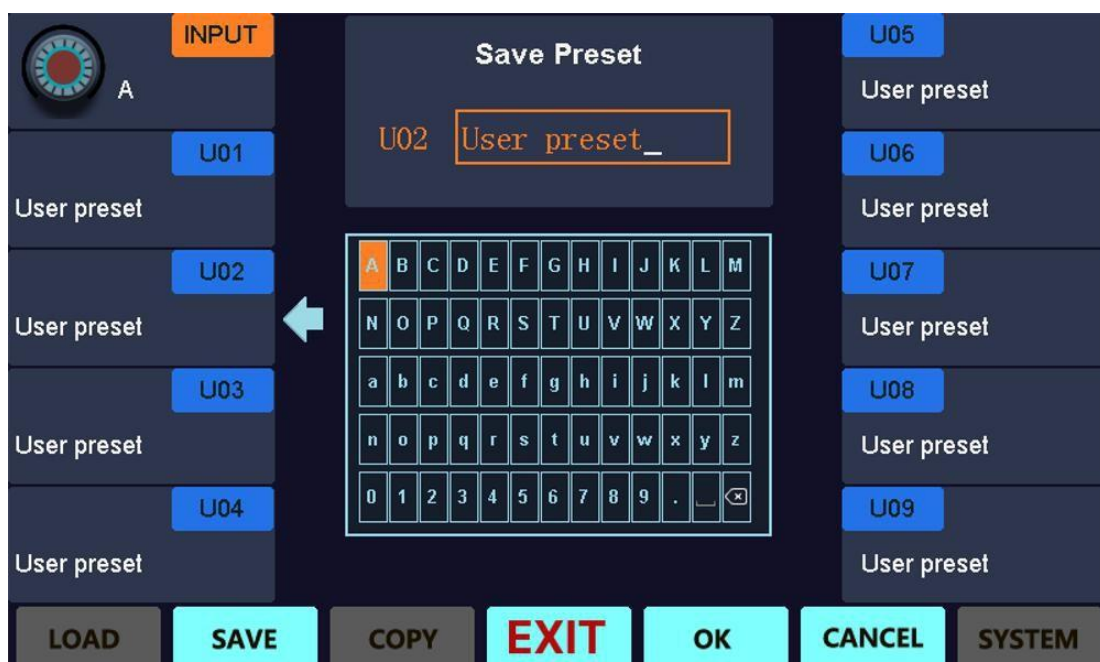 INPUT
A
U01
User preset
U02
User preset
U03
User preset
U04
User preset
Save Preset
U02 User preset_
A B C D E F G H I J K L M
N O P Q R S T U V W X Y Z
a b c d e f g h i j k l m
n o p q r s t u v w x y z
0 1 2 3 4 5 6 7 8 9 . _
U05
User preset
U06
User preset
U07
User preset
U08
User preset
U09
User preset
LOAD SAVE COPY EXIT OK CANCEL SYSTEM